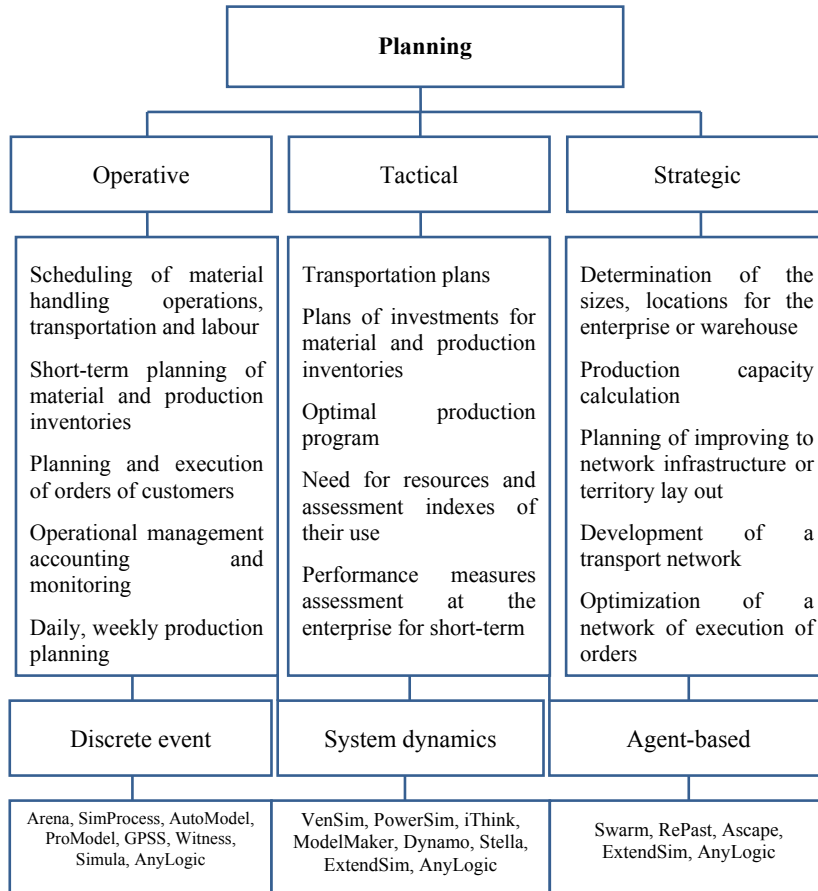 Planning
Operative
Tactical
Strategic
Scheduling of material
handling operations,
transportation and labour
Short-term planning of
material and production
inventories
Planning and execution
of orders of customers
Operational management
accounting and
monitoring
Daily, weekly production
planning
Transportation plans
Plans of investments for
material and production
inventories
Optimal production
program
Need for resources and
assessment indexes of
their use
Performance measures
assessment at the
enterprise for short-term
Determination of the
sizes, locations for the
enterprise or warehouse
Production capacity
calculation
Planning of improving to
network infrastructure or
territory lay out
Development of a
transport network
Optimization of a
network of execution of
orders
Discrete event
System dynamics
Agent-based
Arena, SimProcess, AutoModel,
ProModel, GPSS, Witness,
Simula, AnyLogic
VenSim, PowerSim, iThink,
ModelMaker, Dynamo, Stella,
ExtendSim, AnyLogic
Swarm, RePast, Ascape,
ExtendSim, AnyLogic